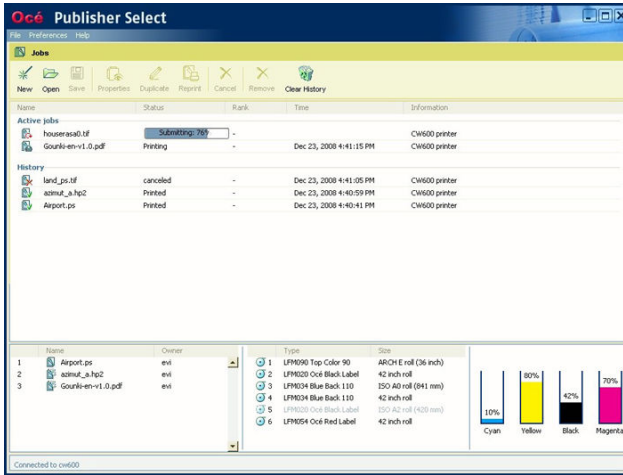 Océ Publisher Select
File Preferences Help
Jobs
New Open Save Properties Duplicate Reprint Cancel Remove Clear History
Name Status Rank Time Information
Active jobs
houserasa0.tif Submitting: 76% - CW600 printer
Gounki-en-v1.0.pdf Printing - Dec 23, 2008 4:41:15 PM CW600 printer
History
land_ps.tif canceled - Dec 23, 2008 4:41:05 PM CW600 printer
azimut_a.hp2 Printed - Dec 23, 2008 4:40:59 PM CW600 printer
Airport.ps Printed - Dec 23, 2008 4:40:41 PM CW600 printer
Name Owner
1 Airport.ps evi
2 azimut_a.hp2 evi
3 Gounki-en-v1.0.pdf evi
Type Size
1 LFM090 Top Color 90 ARCH E roll (36 inch)
2 LFM020 Océ Black Label 42 inch roll
3 LFM034 Blue Back 110 ISO A0 roll (841 mm)
4 LFM034 Blue Back 110 42 inch roll
5 LFM020 Océ Black Label ISO A2 roll (420 mm)
6 LFM054 Océ Red Label 42 inch roll
10% 80% 42% 70%
Cyan Yellow Black Magenta
Connected to cw600